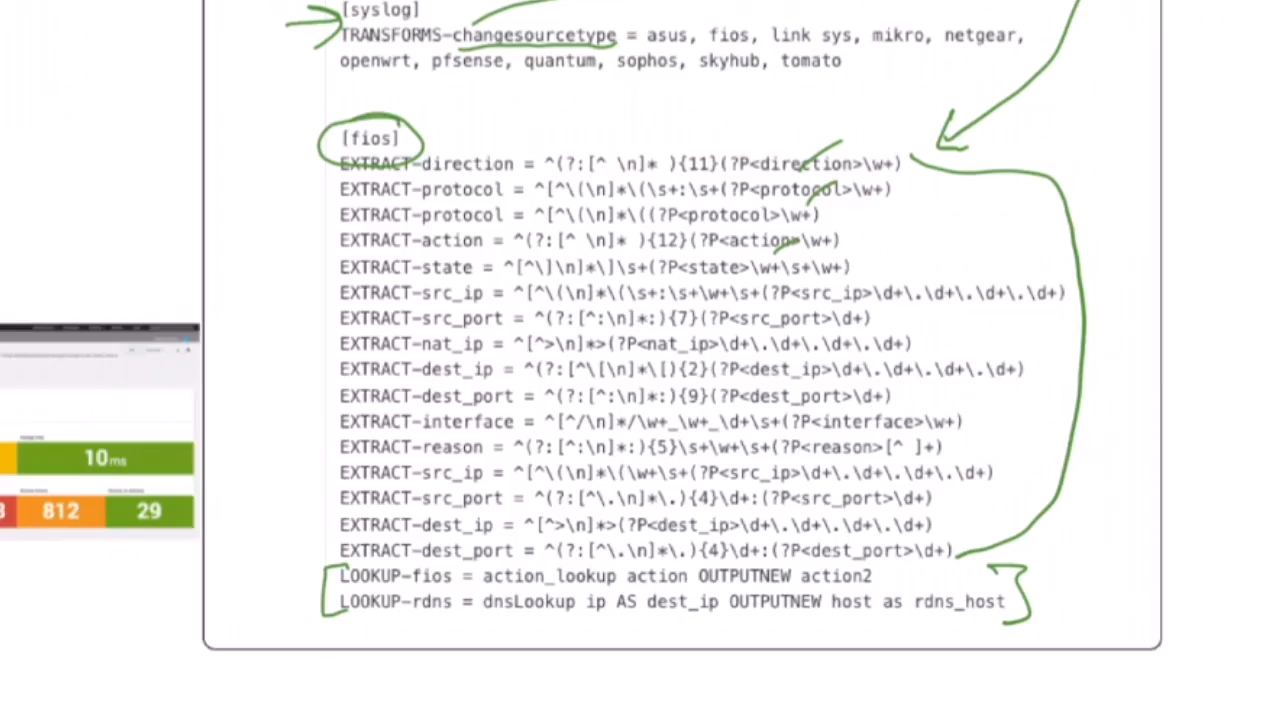 [syslog]
TRANSFORMS-changesourcetype = asus, fios, link sys, mikro, netgear,
openwrt, pfsense, quantum, sophos, skyhub, tomato
[fios]
EXTRACT-direction = ^(?:[^ \n]* ){11}(?P<direction>\w+)
EXTRACT-protocol = ^[^\(\n]*\(\s+:\s+(?P<protocol>\w+)
EXTRACT-protocol = ^[^\(\n]*\((?P<protocol>\w+)
EXTRACT-action = ^(?:[^ \n]* ){12}(?P<action>\w+)
EXTRACT-state = ^[^\]\n]*\]\s+(?P<state>\w+\s+\w+)
EXTRACT-src_ip = ^[^\(\n]*\(\s+:\s+\w+\s+(?P<src_ip>\d+\.\d+\.\d+\.\d+)
EXTRACT-src_port = ^(?:[^:\n]*:){7}(?P<src_port>\d+)
EXTRACT-nat_ip = ^[^>\n]*>(?P<nat_ip>\d+\.\d+\.\d+\.\d+)
EXTRACT-dest_ip = ^(?:[^\[\n]*\[){2}(?P<dest_ip>\d+\.\d+\.\d+\.\d+)
EXTRACT-dest_port = ^(?:[^:\n]*:){9}(?P<dest_port>\d+)
EXTRACT-interface = ^[^/\n]*/\w+_\w+_\d+\s+(?P<interface>\w+)
EXTRACT-reason = ^(?:[^:\n]*:){5}\s+\w+\s+(?P<reason>[^ ]+)
EXTRACT-src_ip = ^[^\(\n]*\(\w+\s+(?P<src_ip>\d+\.\d+\.\d+\.\d+)
EXTRACT-src_port = ^(?:[^\.\n]*\.){4}\d+:(?P<src_port>\d+)
EXTRACT-dest_ip = ^[^>\n]*>(?P<dest_ip>\d+\.\d+\.\d+\.\d+)
EXTRACT-dest_port = ^(?:[^\.\n]*\.){4}\d+:(?P<dest_port>\d+)
LOOKUP-fios = action_lookup action OUTPUTNEW action2
LOOKUP-rdns = dnsLookup ip AS dest_ip OUTPUTNEW host as rdns_host
10 ms
812
29